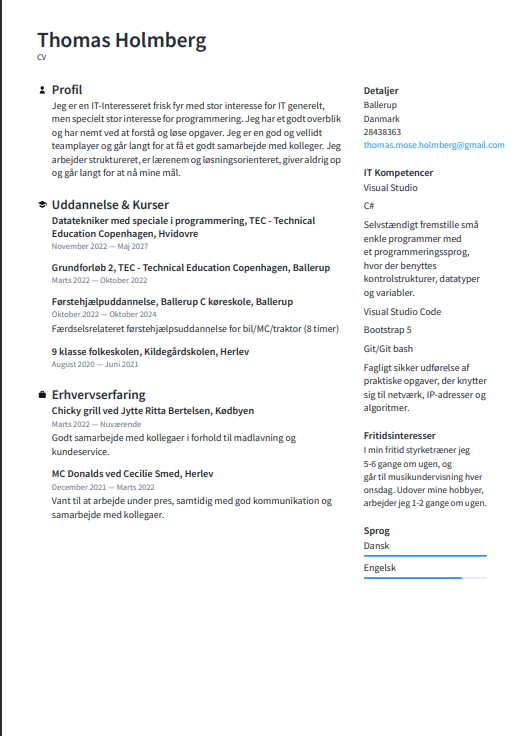 Thomas Holmberg
CV
Profil
Jeg er en IT-Interesseret frisk fyr med stor interesse for IT generelt,
men specielt stor interesse for programmering. Jeg har et godt overblik
og har nemt ved at forstå og løse opgaver. Jeg er en god og vellidt
teamplayer og går langt for at få et godt samarbejde med kolleger. Jeg
arbejder struktureret, er lærenem og løsningsorienteret, giver aldrig op
og går langt for at nå mine mål.
Uddannelse & Kurser
Datatekniker med speciale i programmering, TEC - Technical
Education Copenhagen, Hvidovre
November 2022 — Maj 2027
Grundforløb 2, TEC - Technical Education Copenhagen, Ballerup
Marts 2022 — Oktober 2022
Førstehjælpuddannelse, Ballerup C køreskole, Ballerup
Oktober 2022 — Oktober 2024
Færdselsrelateret førstehjælpsuddannelse for bil/MC/traktor (8 timer)
9 klasse folkeskolen, Kildegårdskolen, Herlev
August 2020 — Juni 2021
Erhvervserfaring
Chicky grill ved Jytte Ritta Bertelsen, Kødbyen
Marts 2022 — Nuværende
Godt samarbejde med kollegaer i forhold til madlavning og
kundeservice.
MC Donalds ved Cecilie Smed, Herlev
December 2021 — Marts 2022
Vant til at arbejde under pres, samtidig med god kommunikation og
samarbejde med kollegaer.
Detaljer
Ballerup
Danmark
28438363
thomas.mose.holmberg@gmail.com
IT Kompetencer
Visual Studio
C#
Selvstændigt fremstille små
enkle programmer med
et programmeringssprog,
hvor der benyttes
kontrolstrukturer, datatyper
og variabler.
Visual Studio Code
Bootstrap 5
Git/Git bash
Fagligt sikker udførelse af
praktiske opgaver, der knytter
sig til netværk, IP-adresser og
algoritmer.
Fritidsinteresser
I min fritid styrketræner jeg
5-6 gange om ugen, og
går til musikundervisning hver
onsdag. Udover mine hobbyer,
arbejder jeg 1-2 gange om ugen.
Sprog
Dansk
Engelsk